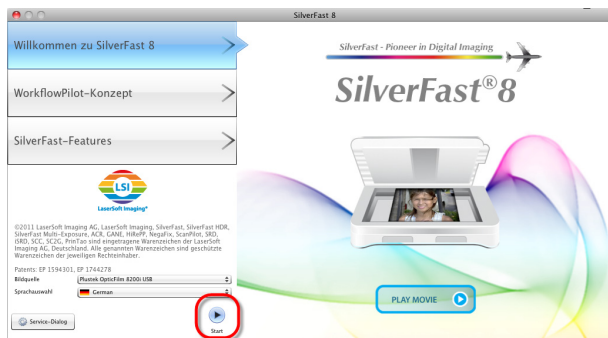 SilverFast 8
Willkommen zu SilverFast 8
WorkflowPilot-Konzept
SilverFast-Features
LSI
LaserSoft Imaging®
©2011 LaserSoft Imaging AG, LaserSoft Imaging, SilverFast, SilverFast HDR,
SilverFast Multi-Exposure, ACR, GANE, HiRePP, NegaFix, ScanPilot, SRD,
iSRD, SCC, SC2G, PrinTao sind eingetragene Warenzeichen der LaserSoft
Imaging AG, Deutschland. Alle genannten Warenzeichen sind geschützte
Warenzeichen der jeweiligen Rechteinhaber.
Patents: EP 1594301, EP 1744278
Bildquelle Plustek OpticFilm 8200i USB
Sprachauswahl German
Service-Dialog
Start
SilverFast - Pioneer in Digital Imaging
SilverFast®8
PLAY MOVIE